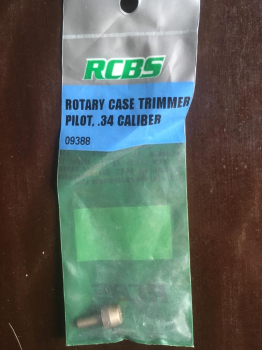 RCBS
ROTARY CASE TRIMMER
PILOT, .34 CALIBER
09388